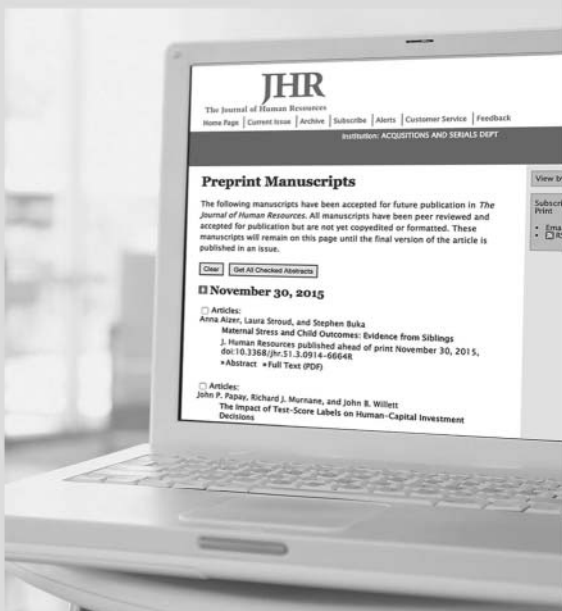 JHR
The Journal of Human Resources
Home Page | Current Issue | Archive | Subscribe | Alerts | Customer Service | Feedback
Institution: ACQUISITIONS AND SERIALS DEPT
Preprint Manuscripts
The following manuscripts have been accepted for future publication in The
Journal of Human Resources. All manuscripts have been peer reviewed and
accepted for publication but are not yet copyedited or formatted. These
manuscripts will remain on this page until the final version of the article is
published in an issue.
Clear Get All Checked Abstracts
November 30, 2015
Articles:
Anna Aizer, Laura Stroud, and Stephen Buka
Maternal Stress and Child Outcomes: Evidence from Siblings
J. Human Resources published ahead of print November 30, 2015,
doi:10.3368/jhr.51.3.0914-6664R
»Abstract »Full Text (PDF)
Articles:
John P. Papay, Richard J. Murnane, and John B. Willett
The Impact of Test-Score Labels on Human-Capital Investment
Decisions
View by
Subscri
Print
Emai
RS